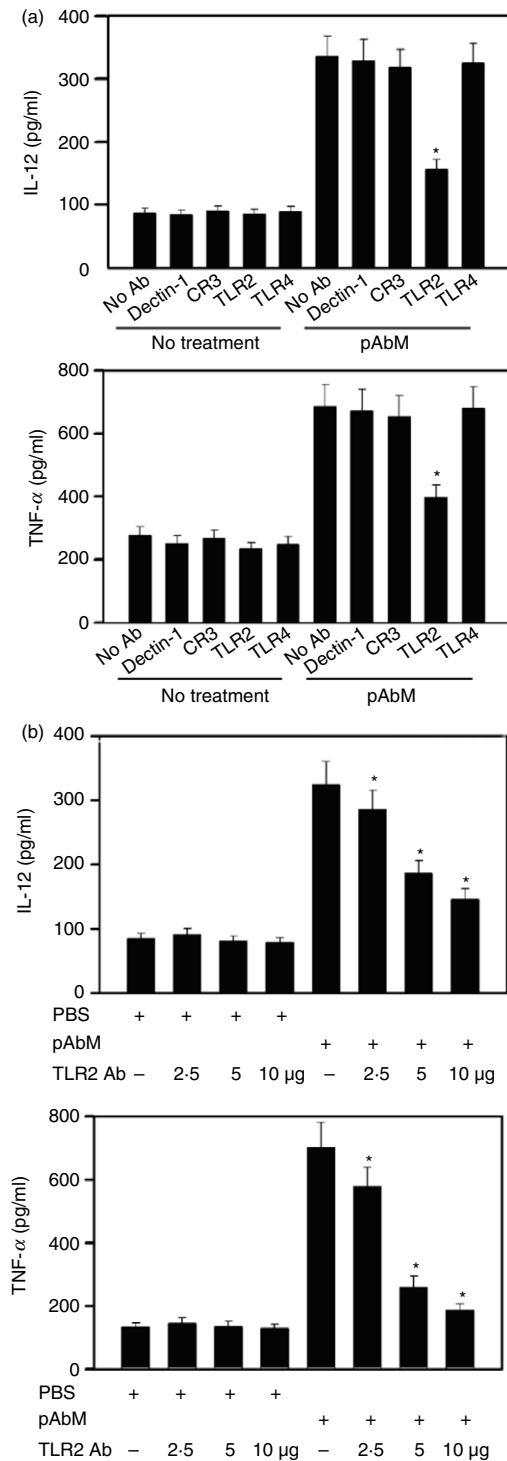 (a)
400
300
200
100
0
IL-12 (pg/ml)
*
No Ab Dectin-1 CR3 TLR2 TLR4 No Ab Dectin-1 CR3 TLR2 TLR4
No treatment pAbM
800
600
400
200
0
TNF-α (pg/ml)
*
No Ab Dectin-1 CR3 TLR2 TLR4 No Ab Dectin-1 CR3 TLR2 TLR4
No treatment pAbM
(b)
400
300
200
100
0
IL-12 (pg/ml)
* * *
PBS + + + +
pAbM + + + +
TLR2 Ab – 2·5 5 10 µg – 2·5 5 10 µg
800
600
400
200
0
TNF-α (pg/ml)
* * *
PBS + + + +
pAbM + + + +
TLR2 Ab – 2·5 5 10 µg – 2·5 5 10 µg